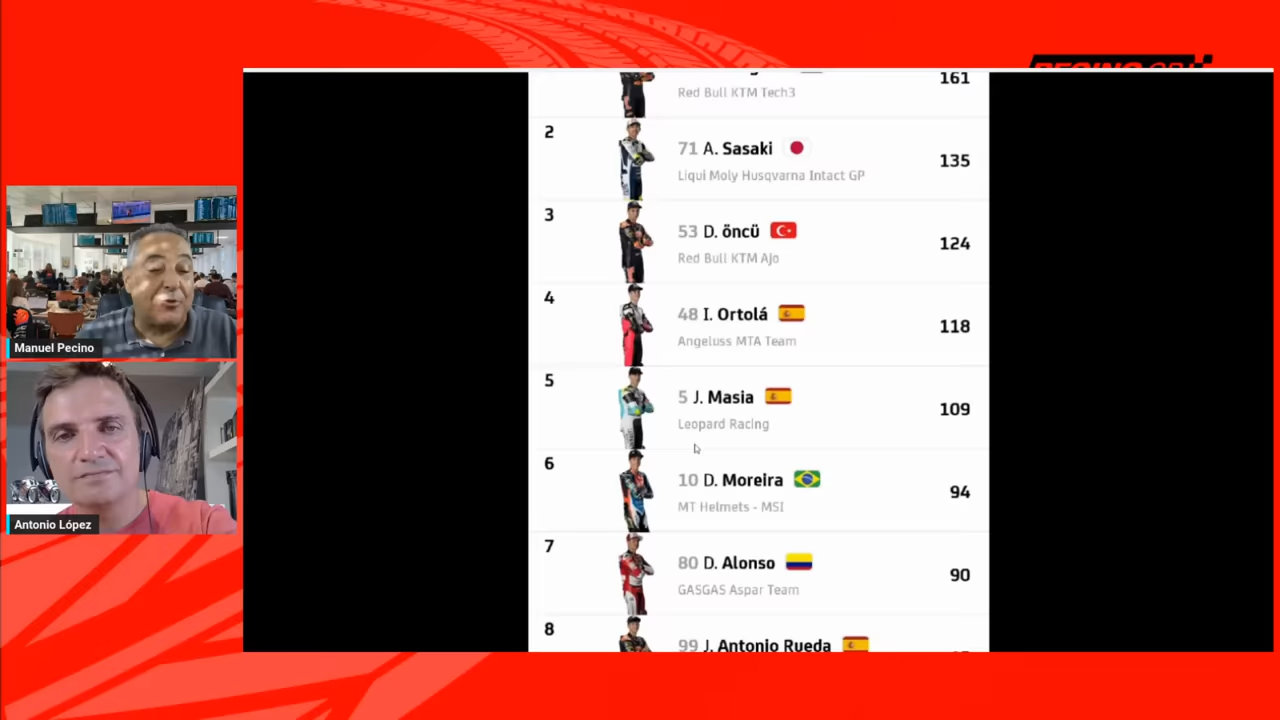 PECINO GP
161
Red Bull KTM Tech3
2
71 A. Sasaki
135
Liqui Moly Husqvarna Intact GP
3
53 D. öncü
124
Red Bull KTM Ajo
4
48 I. Ortolá
118
Angeluss MTA Team
5
5 J. Masia
109
Leopard Racing
6
10 D. Moreira
94
MT Helmets - MSI
7
80 D. Alonso
90
GASGAS Aspar Team
8
99 J. Antonio Rueda
Manuel Pecino
Antonio López